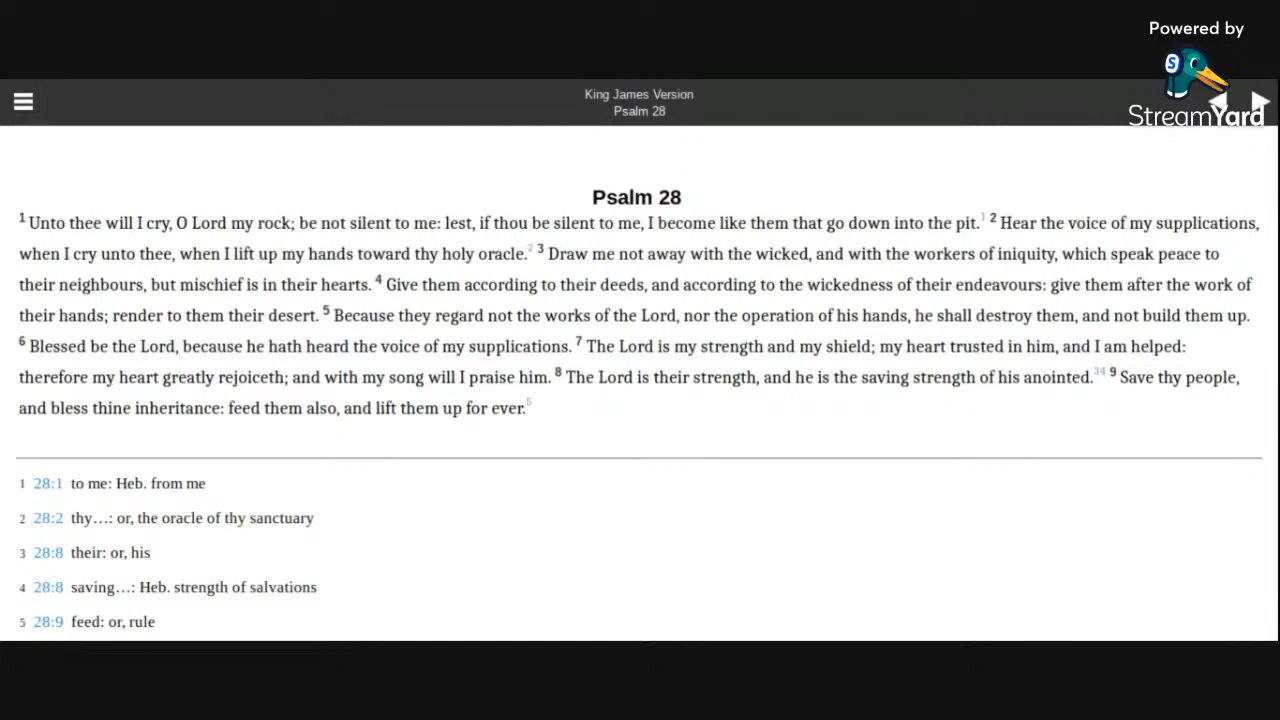 Powered by
StreamYard
King James Version
Psalm 28
Psalm 28
1 Unto thee will I cry, O Lord my rock; be not silent to me: lest, if thou be silent to me, I become like them that go down into the pit.1 2 Hear the voice of my supplications,
when I cry unto thee, when I lift up my hands toward thy holy oracle.2 3 Draw me not away with the wicked, and with the workers of iniquity, which speak peace to
their neighbours, but mischief is in their hearts. 4 Give them according to their deeds, and according to the wickedness of their endeavours: give them after the work of
their hands; render to them their desert. 5 Because they regard not the works of the Lord, nor the operation of his hands, he shall destroy them, and not build them up.
6 Blessed be the Lord, because he hath heard the voice of my supplications. 7 The Lord is my strength and my shield; my heart trusted in him, and I am helped:
therefore my heart greatly rejoiceth; and with my song will I praise him. 8 The Lord is their strength, and he is the saving strength of his anointed.34 9 Save thy people,
and bless thine inheritance: feed them also, and lift them up for ever.5
1 28:1 to me: Heb. from me
2 28:2 thy…: or, the oracle of thy sanctuary
3 28:8 their: or, his
4 28:8 saving…: Heb. strength of salvations
5 28:9 feed: or, rule